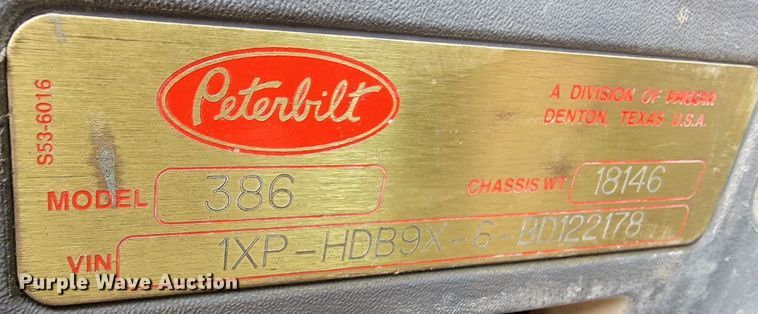 S53-6016
Peterbilt
A DIVISION OF PACCAR
DENTON, TEXAS U.S.A.
MODEL 386
CHASSIS WT 18146
VIN 1XP-HDB9X-6-BD122178
Purple Wave Auction